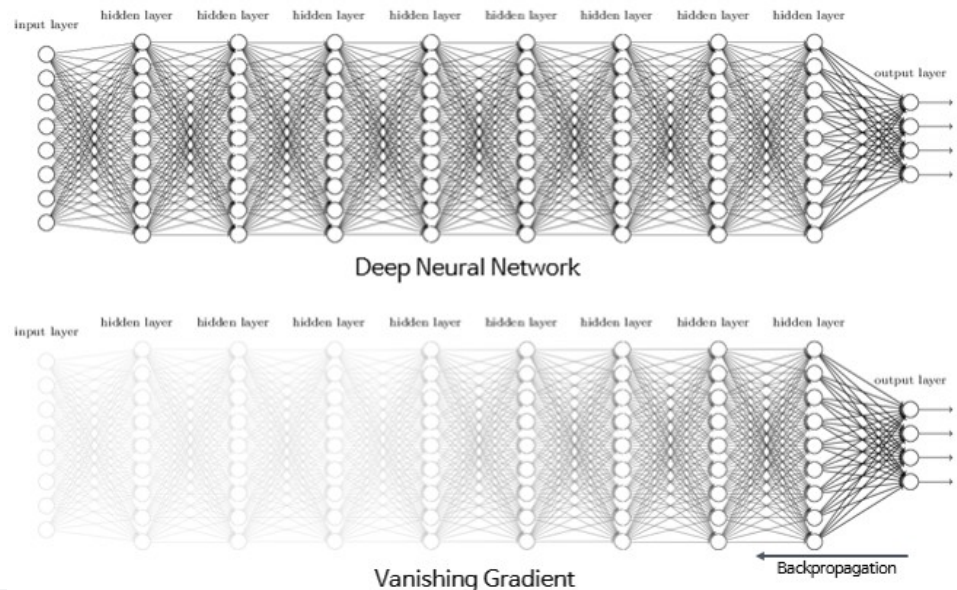 hidden layer hidden layer hidden layer hidden layer hidden layer hidden layer hidden layer hidden layer
input layer
output layer
Deep Neural Network
hidden layer hidden layer hidden layer hidden layer hidden layer hidden layer hidden layer hidden layer
input layer
output layer
Backpropagation
Vanishing Gradient